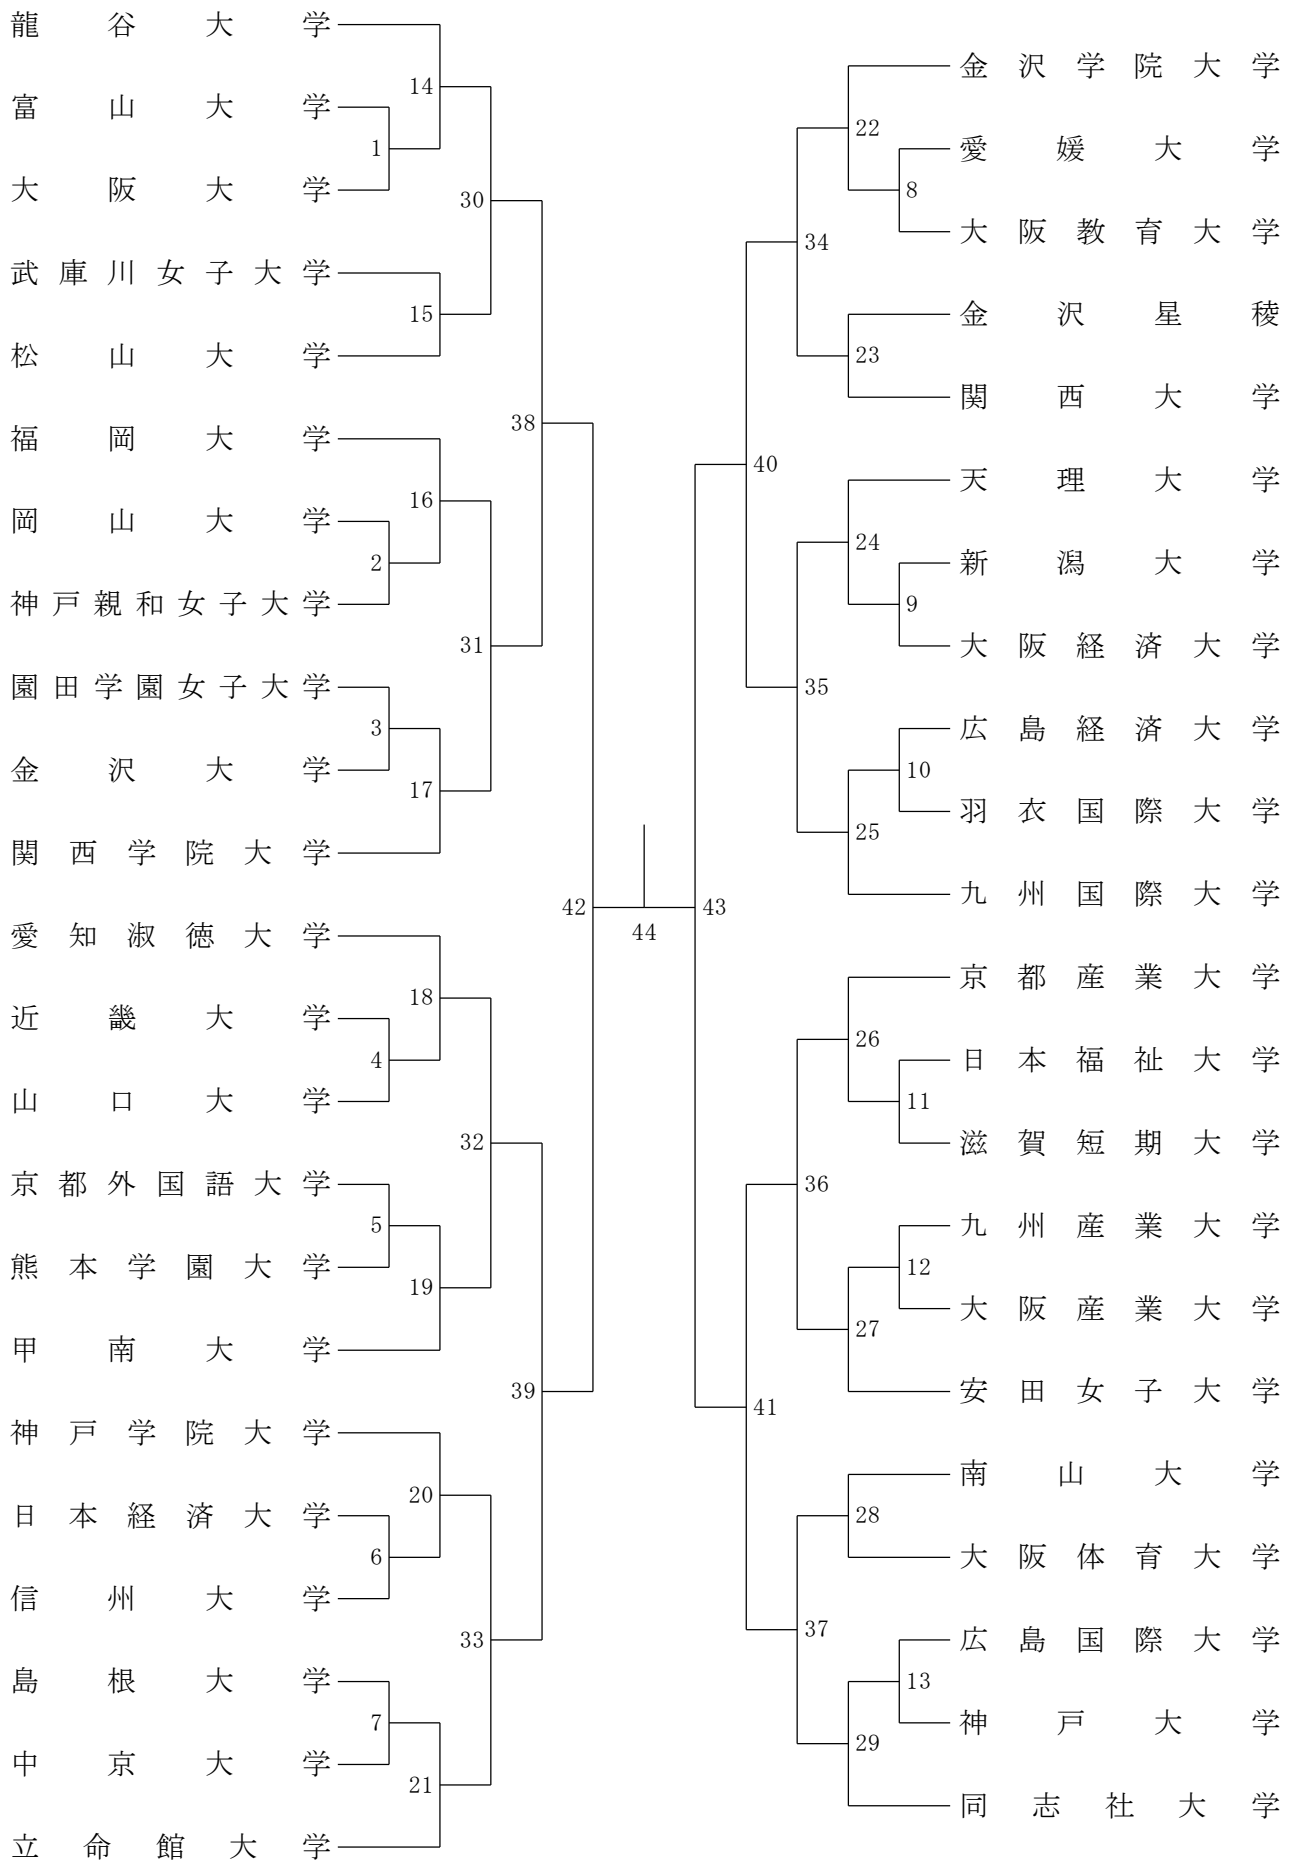 龍谷大学
14
富山大学
1
大阪大学
30
武庫川女子大学
15
松山大学
38
福岡大学
16
岡山大学
2
神戸親和女子大学
31
園田学園女子大学
3
金沢大学
17
関西学院大学
42
愛知淑徳大学
18
近畿大学
4
山口大学
32
京都外国語大学
5
熊本学園大学
19
甲南大学
39
神戸学院大学
20
日本経済大学
6
信州大学
33
島根大学
7
中京大学
21
立命館大学
44
金沢学院大学
22
愛媛大学
8
大阪教育大学
34
金沢星稜
23
関西大学
40
天理大学
24
新潟大学
9
大阪経済大学
35
広島経済大学
10
羽衣国際大学
25
九州国際大学
43
京都産業大学
26
日本福祉大学
11
滋賀短期大学
36
九州産業大学
12
大阪産業大学
27
安田女子大学
41
南山大学
28
大阪体育大学
37
広島国際大学
13
神戸大学
29
同志社大学